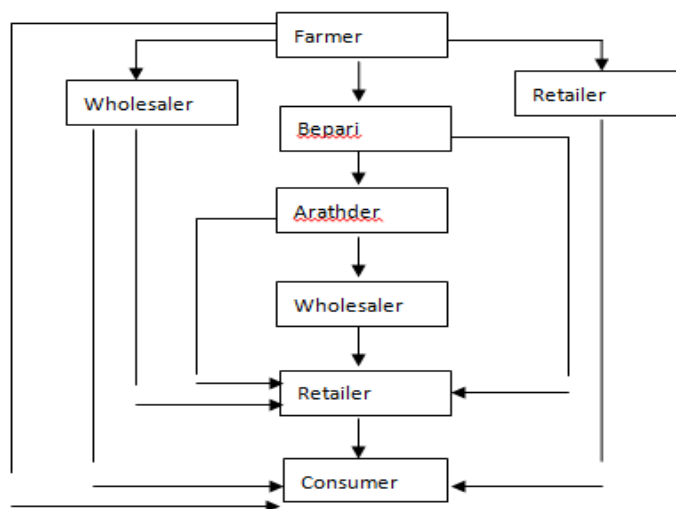 Farmer
Wholesaler
Retailer
Bepari
Arathder
Wholesaler
Retailer
Consumer